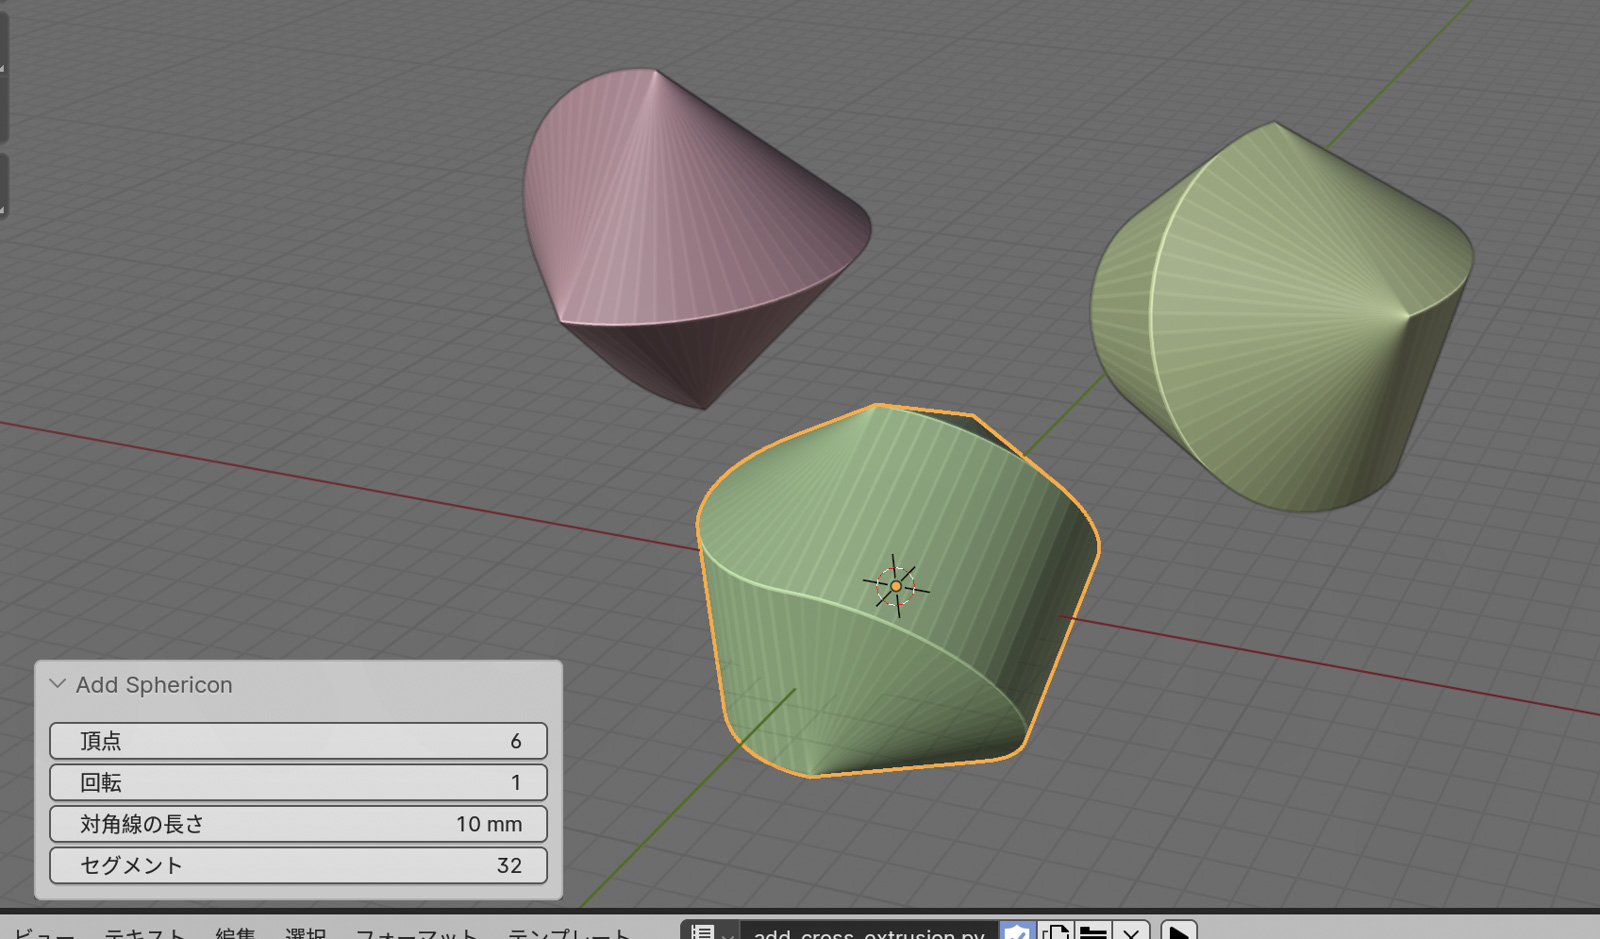 Add Sphericon
頂点 6
回転 1
対角線の長さ 10 mm
セグメント 32
ビュー テキスト 編集 選択 フォーマット テンプレート add_cross_extrusion.py